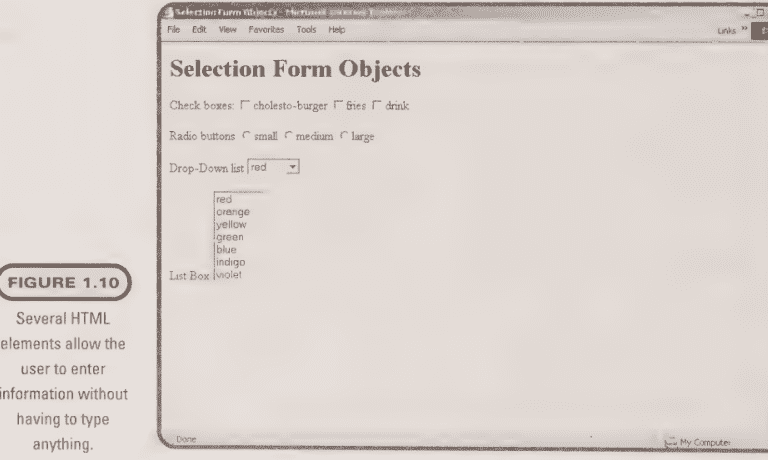 Selection Form Objects - Microsoft
File Edit View Favorites Tools Help
Links »
Selection Form Objects
Check boxes: cholesto-burger fries drink
Radio buttons small medium large
Drop-Down list red
red
orange
yellow
green
blue
indigo
List Box violet
FIGURE 1.10
Several HTML
elements allow the
user to enter
information without
having to type
anything.
Done
My Computer